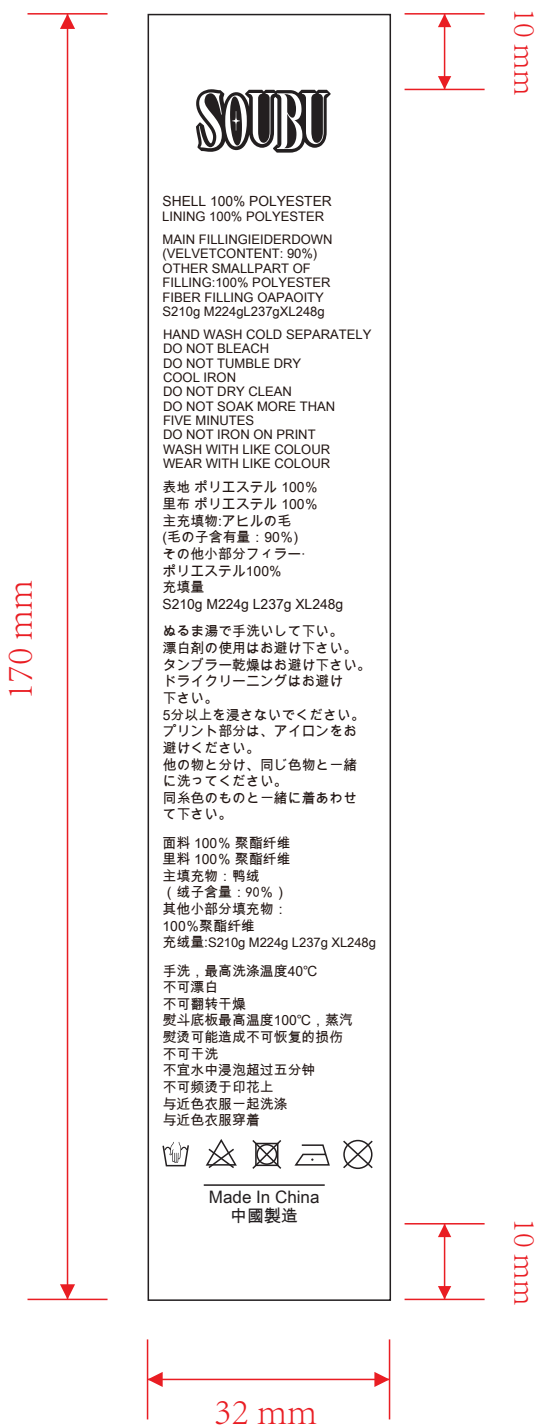 10 mm
SOUBU
SHELL 100% POLYESTER
LINING 100% POLYESTER
MAIN FILLINGIEIDERDOWN
(VELVETCONTENT: 90%)
OTHER SMALLPART OF
FILLING:100% POLYESTER
FIBER FILLING OAPAOITY
S210g M224gL237gXL248g
HAND WASH COLD SEPARATELY
DO NOT BLEACH
DO NOT TUMBLE DRY
COOL IRON
DO NOT DRY CLEAN
DO NOT SOAK MORE THAN
FIVE MINUTES
DO NOT IRON ON PRINT
WASH WITH LIKE COLOUR
WEAR WITH LIKE COLOUR
表地 ポリエステル 100%
里布 ポリエステル 100%
主充填物:アヒルの毛
(毛の子含有量：90%)
その他小部分フィラー·
ポリエステル100%
充填量
S210g M224g L237g XL248g
170 mm
ぬるま湯で手洗いして下い。
漂白剤の使用はお避け下さい。
タンブラー乾燥はお避け下さい。
ドライクリーニングはお避け
下さい。
5分以上を浸さないでください。
プリント部分は、アイロンをお
避けください。
他の物と分け、同じ色物と一緒
に洗ってください。
同糸色のものと一緒に着あわせ
て下さい。
面料 100% 聚酯纤维
里料 100% 聚酯纤维
主填充物：鸭绒
（绒子含量：90%）
其他小部分填充物：
100%聚酯纤维
充绒量:S210g M224g L237g XL248g
手洗，最高洗涤温度40℃
不可漂白
不可翻转干燥
熨斗底板最高温度100℃，蒸汽
熨烫可能造成不可恢复的损伤
不可干洗
不宜水中浸泡超过五分钟
不可频烫于印花上
与近色衣服一起洗涤
与近色衣服穿着
Made In China
中國製造
10 mm
32 mm